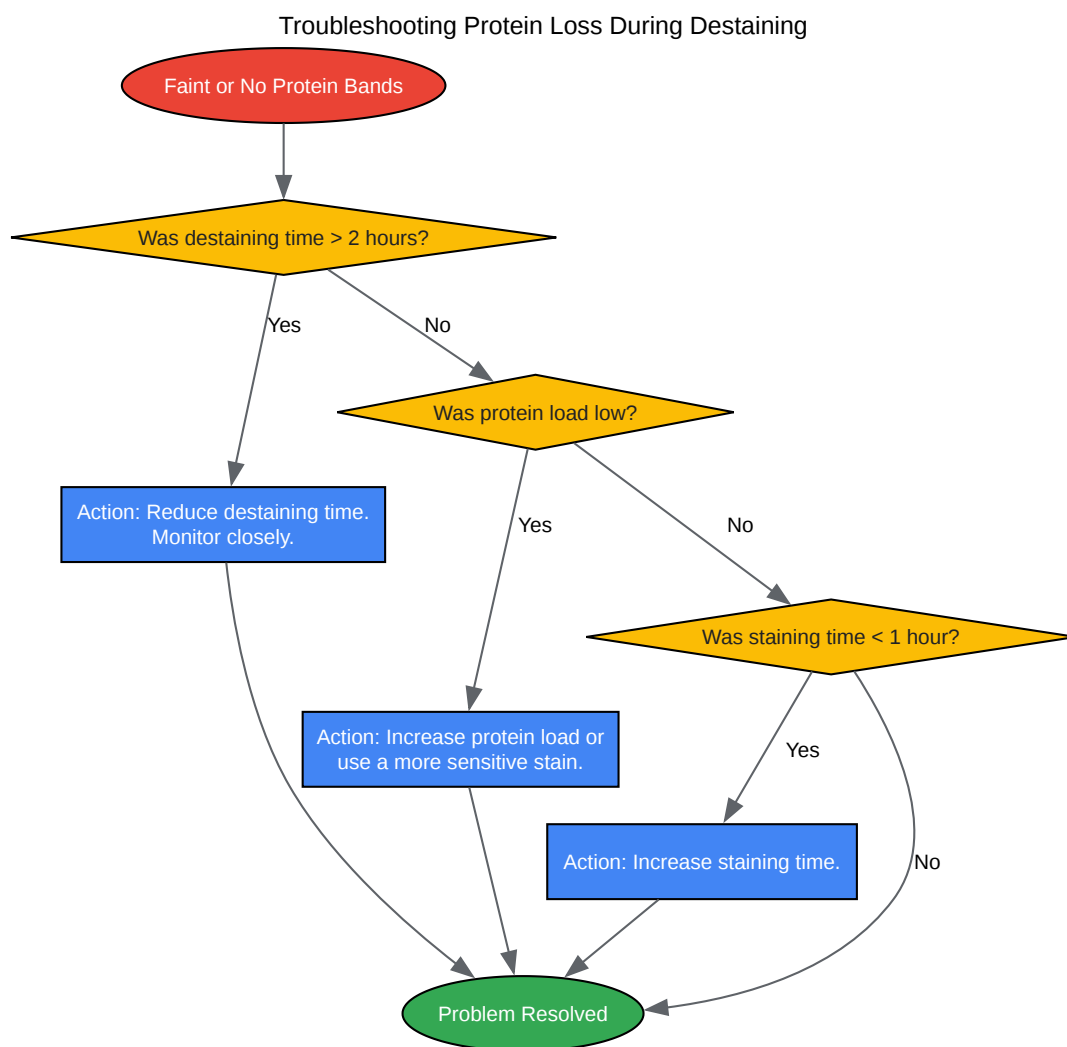 Troubleshooting Protein Loss During Destaining
Faint or No Protein Bands
Was destaining time > 2 hours?
Yes
No
Was protein load low?
Action: Reduce destaining time.
Monitor closely.
Yes
No
Was staining time < 1 hour?
Action: Increase protein load or
use a more sensitive stain.
Yes
Action: Increase staining time.
No
Problem Resolved